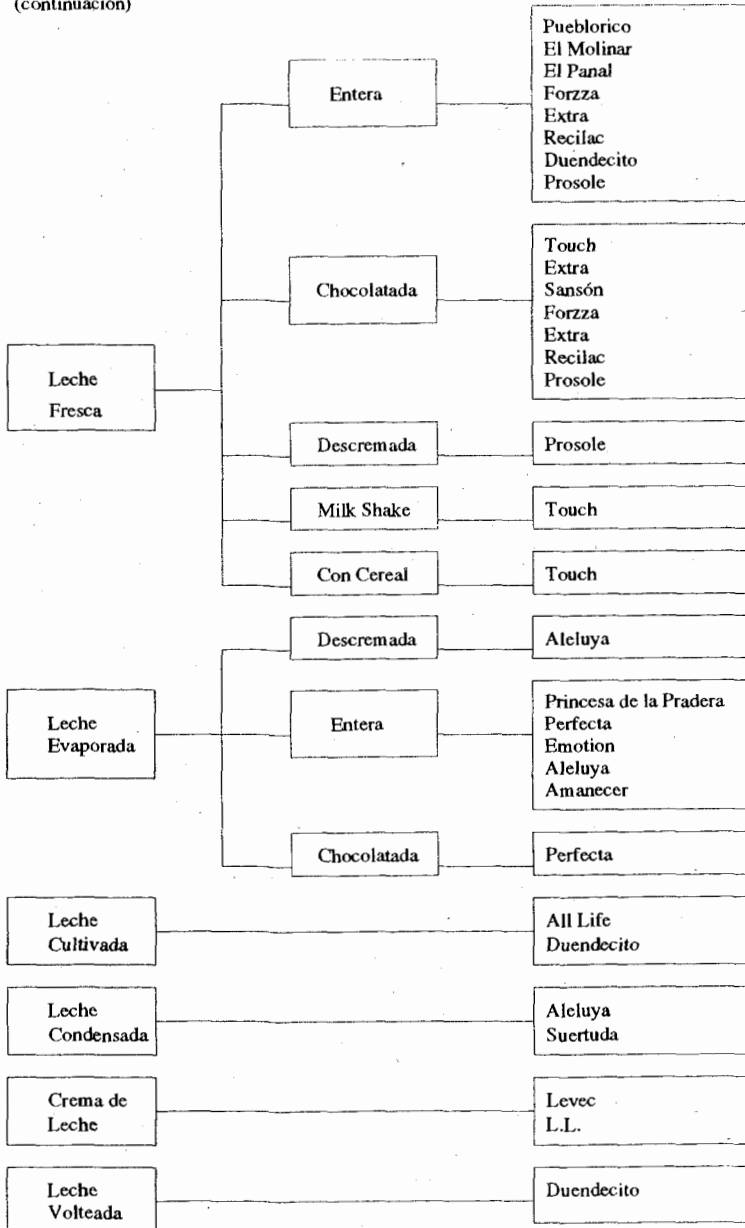 (continuación)
Leche
Fresca
Entera
Pueblorico
El Molinar
El Panal
Forzza
Extra
Recilac
Duendecito
Prosole
Chocolatada
Touch
Extra
Sansón
Forzza
Extra
Recilac
Prosole
Descremada
Prosole
Milk Shake
Touch
Con Cereal
Touch
Leche
Evaporada
Descremada
Aleluya
Entera
Princesa de la Pradera
Perfecta
Emotion
Aleluya
Amanecer
Chocolatada
Perfecta
Leche
Cultivada
All Life
Duendecito
Leche
Condensada
Aleluya
Suertuda
Crema de
Leche
Levec
L.L.
Leche
Volteada
Duendecito